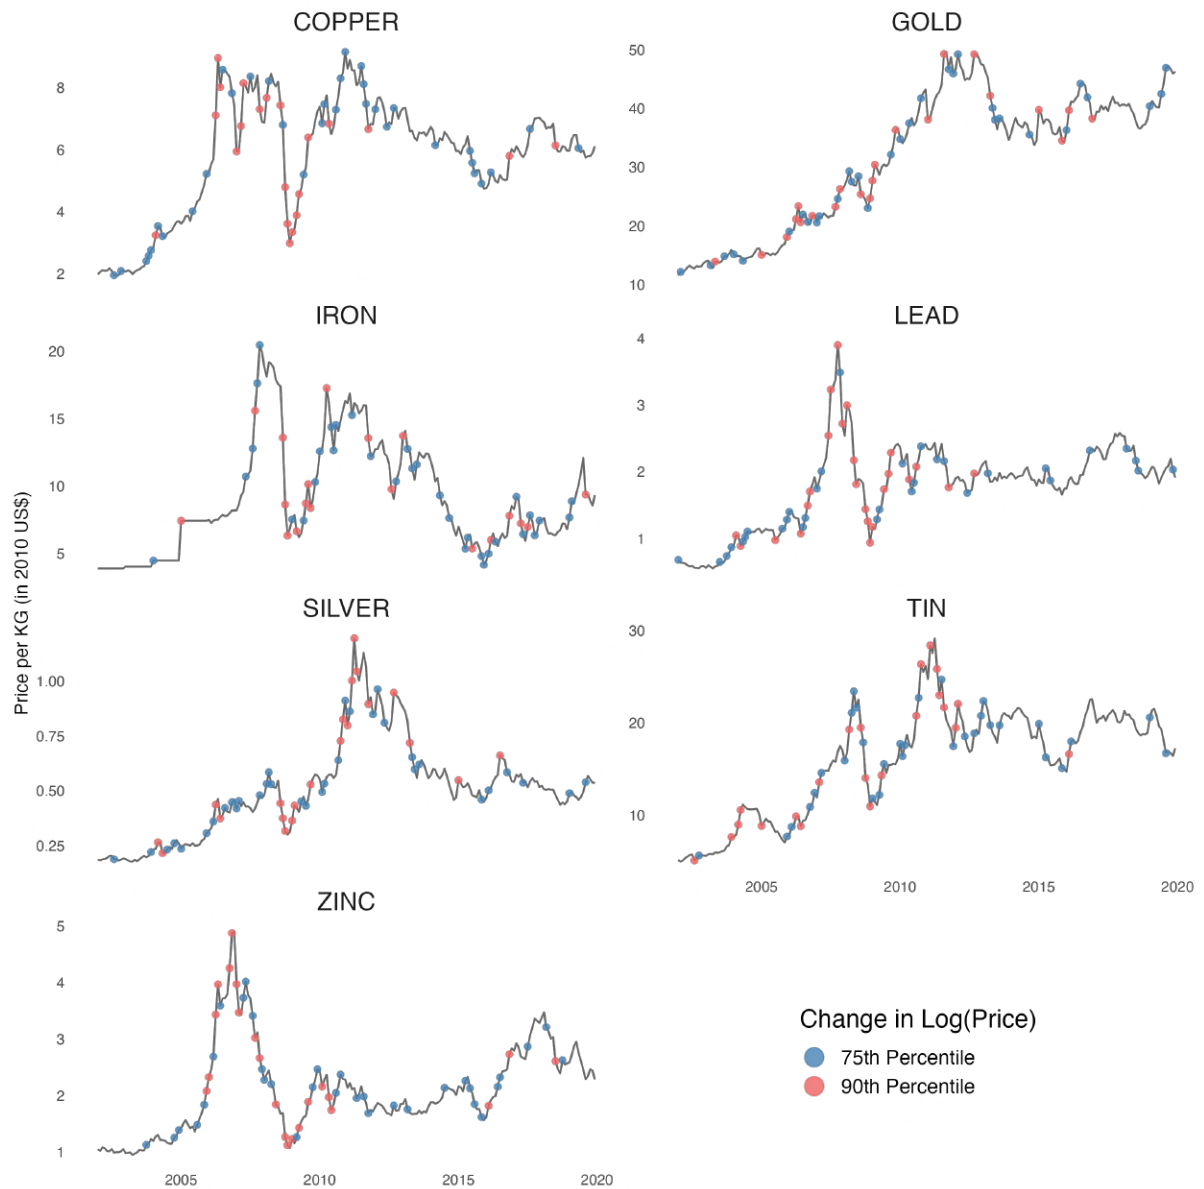 COPPER
8
6
4
2
GOLD
50
40
30
20
10
IRON
20
15
10
5
LEAD
4
3
2
1
Price per KG (in 2010 US$)
SILVER
1.00
0.75
0.50
0.25
TIN
30
20
10
2005 2010 2015 2020
ZINC
5
4
3
2
1
2005 2010 2015 2020
Change in Log(Price)
75th Percentile
90th Percentile